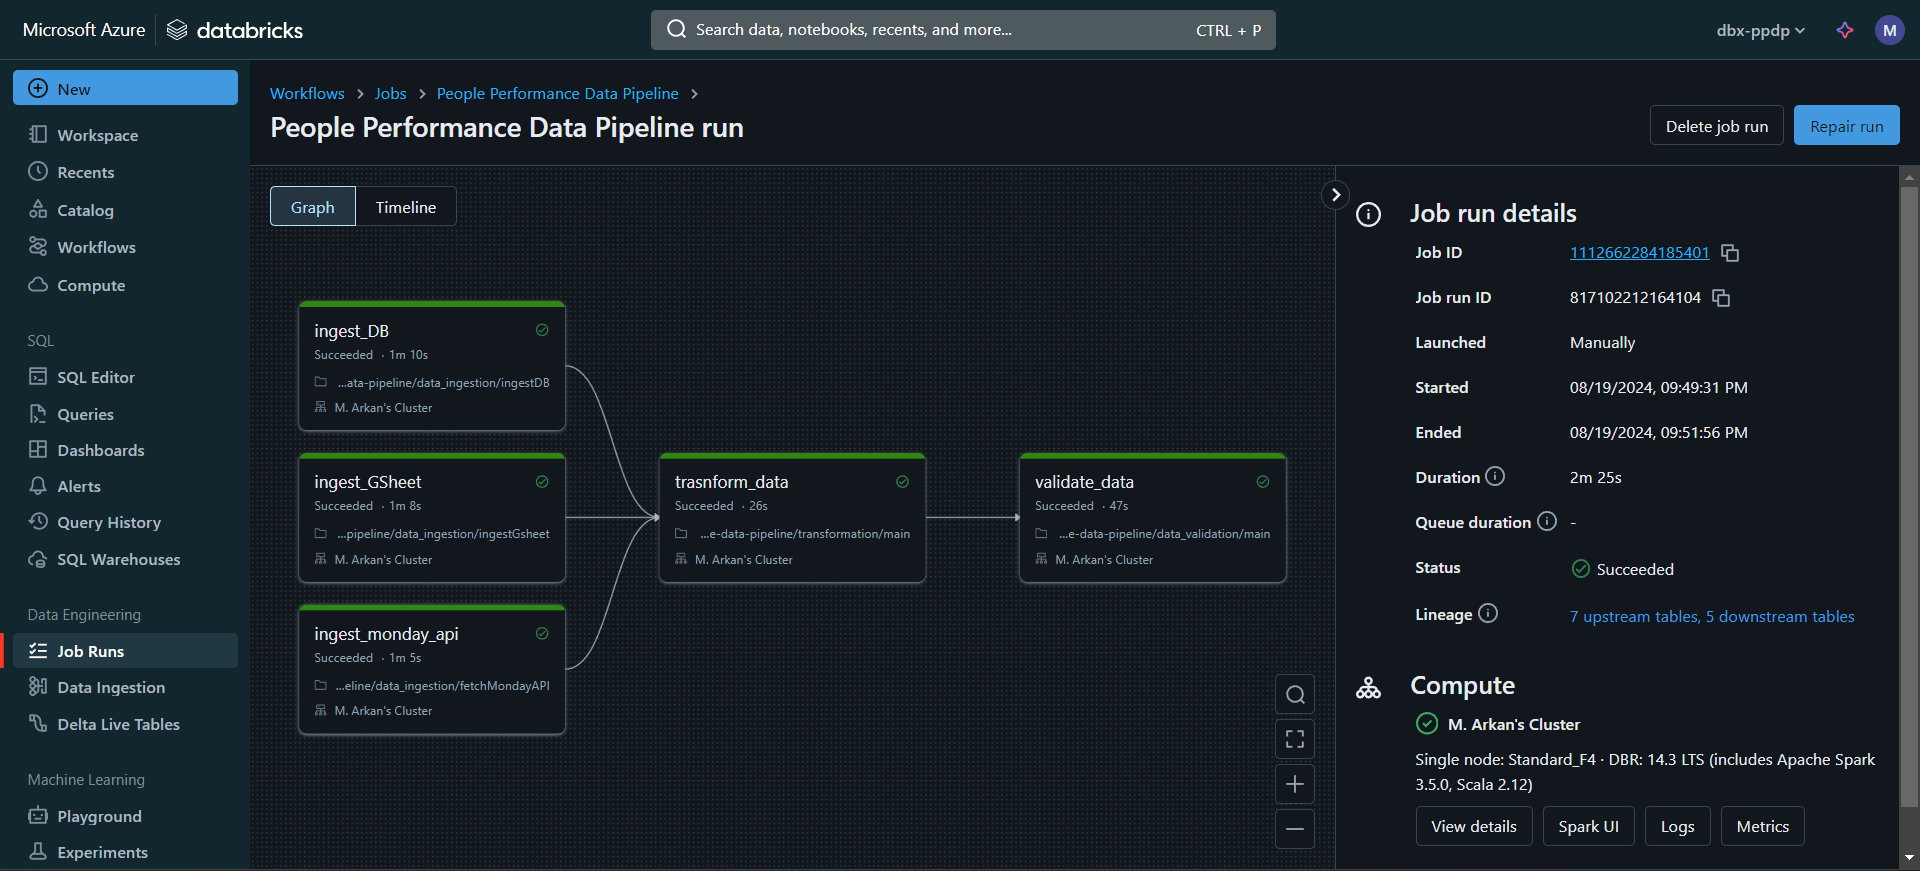 Microsoft Azure
databricks
Search data, notebooks, recents, and more...
CTRL + P
dbx-ppdp
M
New
Workspace
Recents
Catalog
Workflows
Compute
SQL
SQL Editor
Queries
Dashboards
Alerts
Query History
SQL Warehouses
Data Engineering
Job Runs
Data Ingestion
Delta Live Tables
Machine Learning
Playground
Experiments
Workflows > Jobs > People Performance Data Pipeline >
People Performance Data Pipeline run
Delete job run
Repair run
Graph
Timeline
ingest_DB
Succeeded · 1m 10s
...ata-pipeline/data_ingestion/ingestDB
M. Arkan's Cluster
ingest_GSheet
Succeeded · 1m 8s
...pipeline/data_ingestion/ingestGsheet
M. Arkan's Cluster
ingest_monday_api
Succeeded · 1m 5s
...eline/data_ingestion/fetchMondayAPI
M. Arkan's Cluster
trasnform_data
Succeeded · 26s
...e-data-pipeline/transformation/main
M. Arkan's Cluster
validate_data
Succeeded · 47s
...e-data-pipeline/data_validation/main
M. Arkan's Cluster
Job run details
Job ID 1112662284185401
Job run ID 817102212164104
Launched Manually
Started 08/19/2024, 09:49:31 PM
Ended 08/19/2024, 09:51:56 PM
Duration 2m 25s
Queue duration -
Status Succeeded
Lineage 7 upstream tables, 5 downstream tables
Compute
M. Arkan's Cluster
Single node: Standard_F4 · DBR: 14.3 LTS (includes Apache Spark
3.5.0, Scala 2.12)
View details
Spark UI
Logs
Metrics